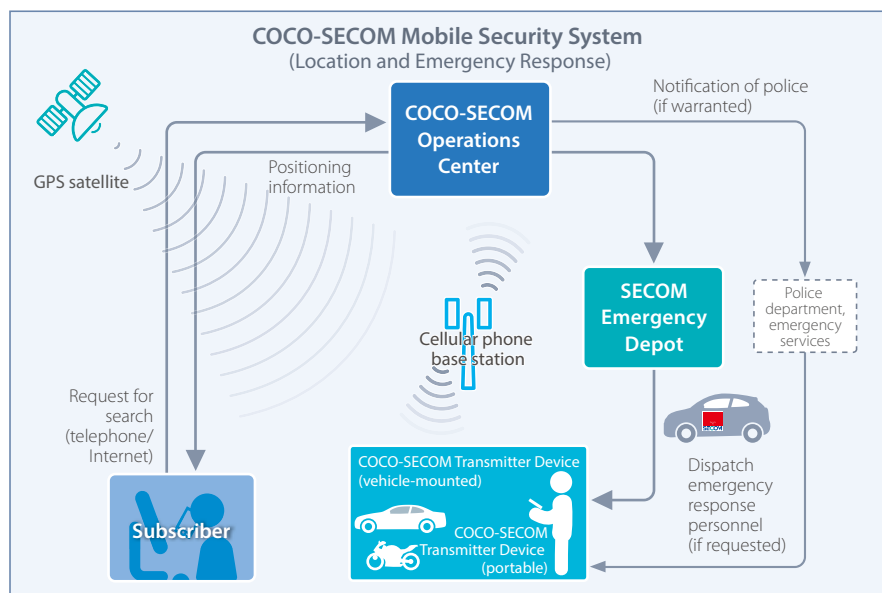 COCO-SECOM Mobile Security System
(Location and Emergency Response)
GPS satellite
Positioning
information
COCO-SECOM
Operations
Center
Notification of police
(if warranted)
SECOM
Emergency
Depot
Police
department,
emergency
services
Cellular phone
base station
Request for
search
(telephone/
Internet)
Subscriber
COCO-SECOM Transmitter Device
(vehicle-mounted)
COCO-SECOM
Transmitter Device
(portable)
SECOM
Dispatch
emergency
response
personnel
(if requested)